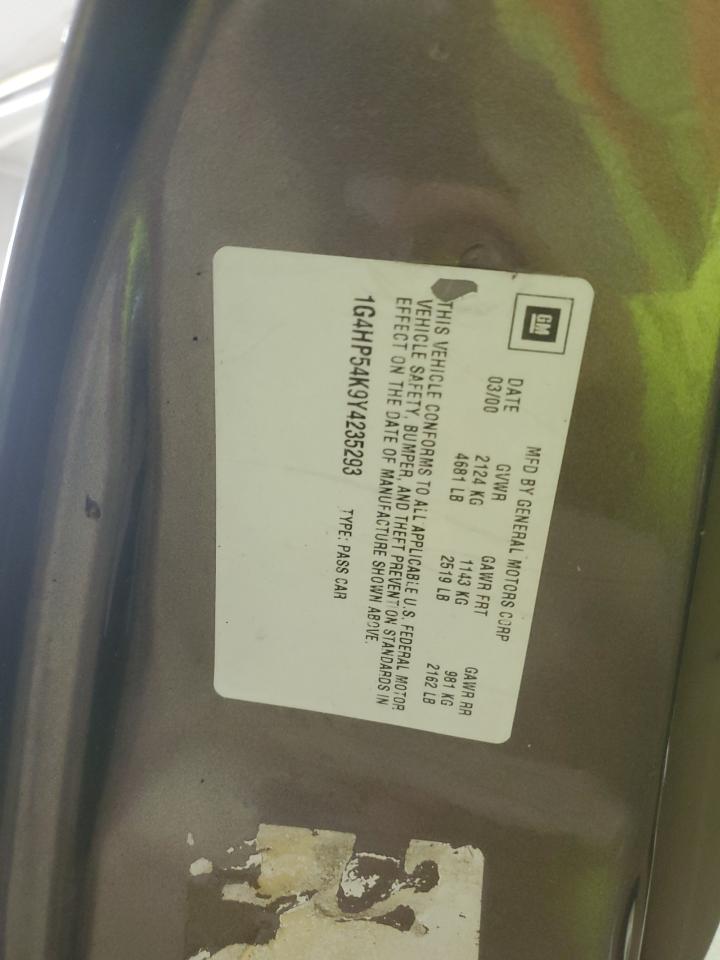 GM
MFD BY GENERAL MOTORS CORP
DATE GVWR GAWR FRT GAWR RR
03/00 2124 KG 1143 KG 981 KG
4681 LB 2519 LB 2162 LB
THIS VEHICLE CONFORMS TO ALL APPLICABLE U.S. FEDERAL MOTOR
VEHICLE SAFETY, BUMPER, AND THEFT PREVENTION STANDARDS IN
EFFECT ON THE DATE OF MANUFACTURE SHOWN ABOVE.
1G4HP54K9Y4235293 TYPE: PASS CAR